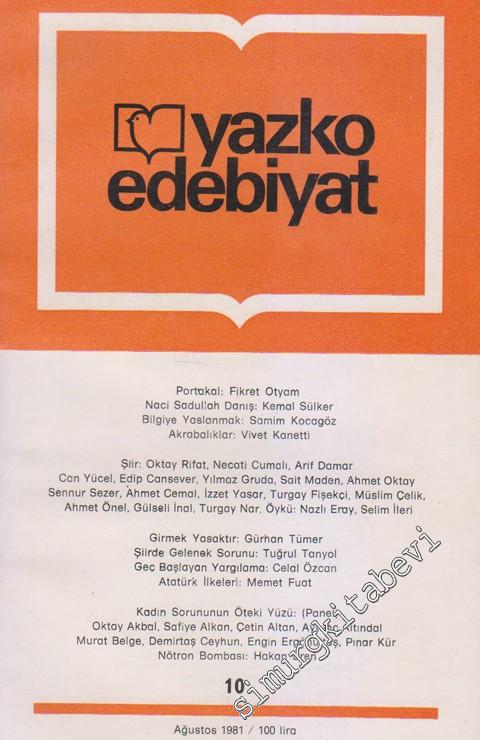 yazko
edebiyat
Portakal: Fikret Otyam
Naci Sadullah Danış: Kemal Sülker
Bilgiye Yaslanmak: Samim Kocagöz
Akrabalıklar: Vivet Kanetti
Şiir: Oktay Rifat, Necati Cumalı, Arif Damar
Can Yücel, Edip Cansever, Yılmaz Gruda, Sait Maden, Ahmet Oktay
Sennur Sezer, Ahmet Cemal, İzzet Yasar, Turgay Fişekçi, Müslim Çelik,
Ahmet Önel, Gülseli İnal, Turgay Nar. Öykü: Nazlı Eray, Selim İleri
Girmek Yasaktır: Gürhan Tümer
Şiirde Gelenek Sorunu: Tuğrul Tanyol
Geç Başlayan Yargılama: Celal Özcan
Atatürk İlkeleri: Memet Fuat
Kadın Sorununun Öteki Yüzü: (Panel)
Oktay Akbal, Safiye Alkan, Çetin Altan, Altındal
Murat Belge, Demirtaş Ceyhun, Engin Pınar Kür
Nötron Bombası: Hakan
10
Ağustos 1981 / 100 lira
simurgkitabevi